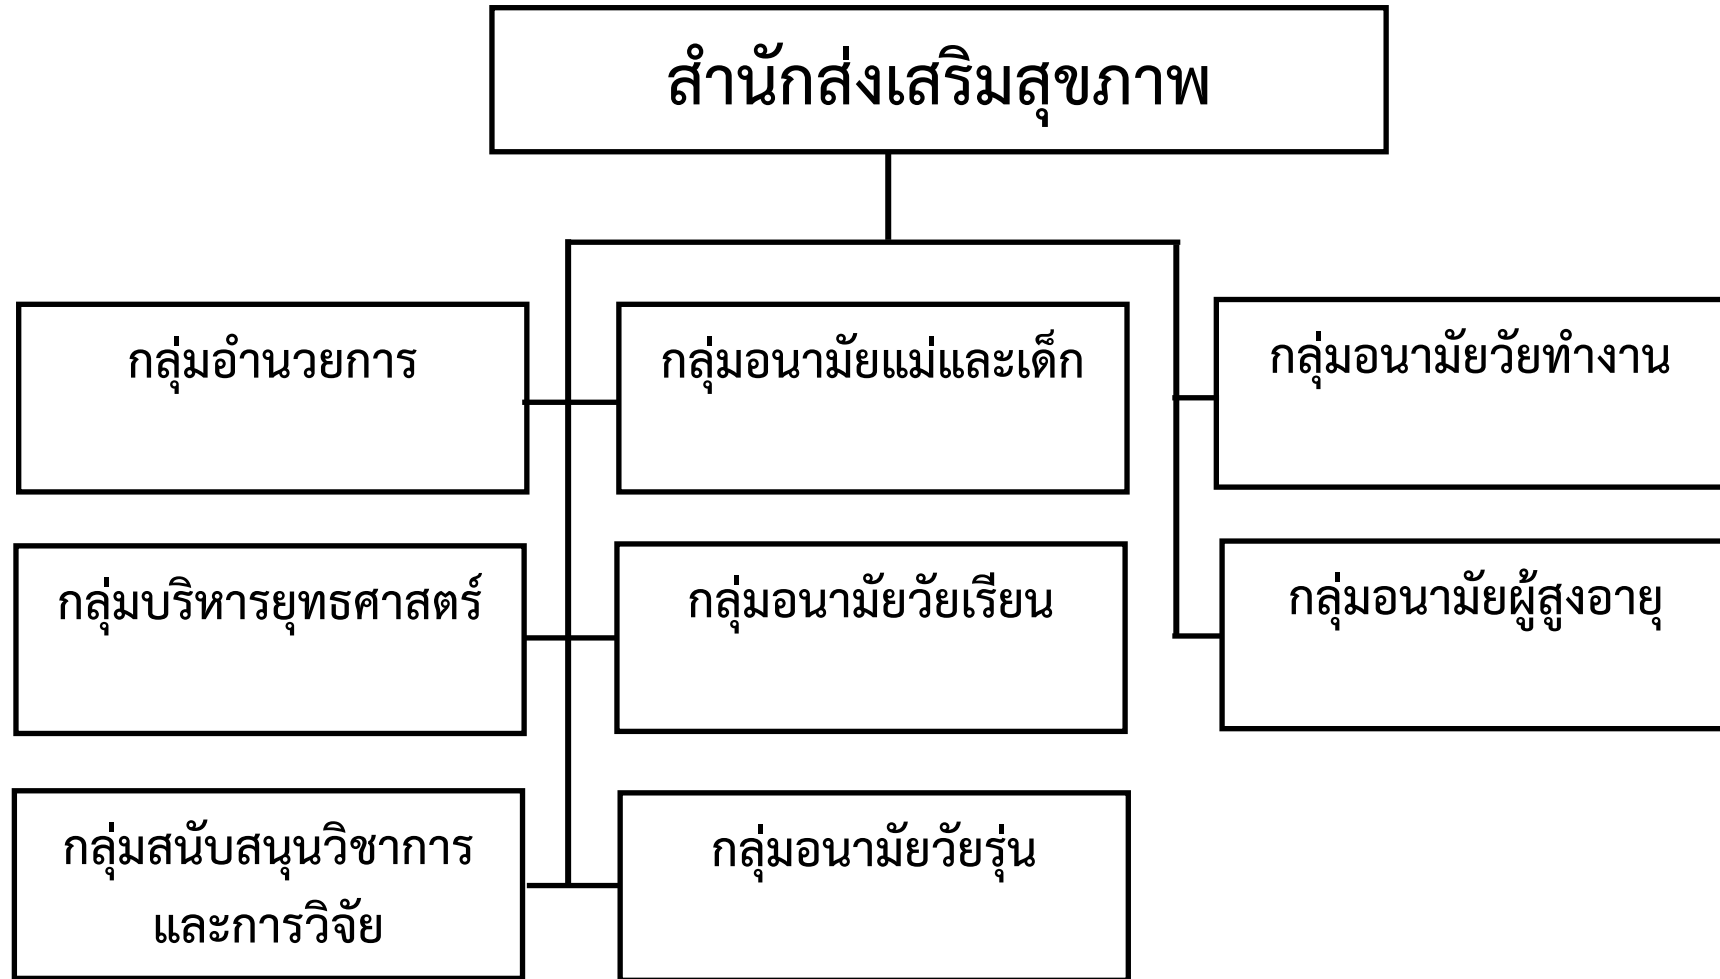 สำนักส่งเสริมสุขภาพ
กลุ่มอำนวยการ
กลุ่มอนามัยแม่และเด็ก
กลุ่มอนามัยวัยทำงาน
กลุ่มบริหารยุทธศาสตร์
กลุ่มอนามัยวัยเรียน
กลุ่มอนามัยผู้สูงอายุ
กลุ่มสนับสนุนวิชาการ
และการวิจัย
กลุ่มอนามัยวัยรุ่น